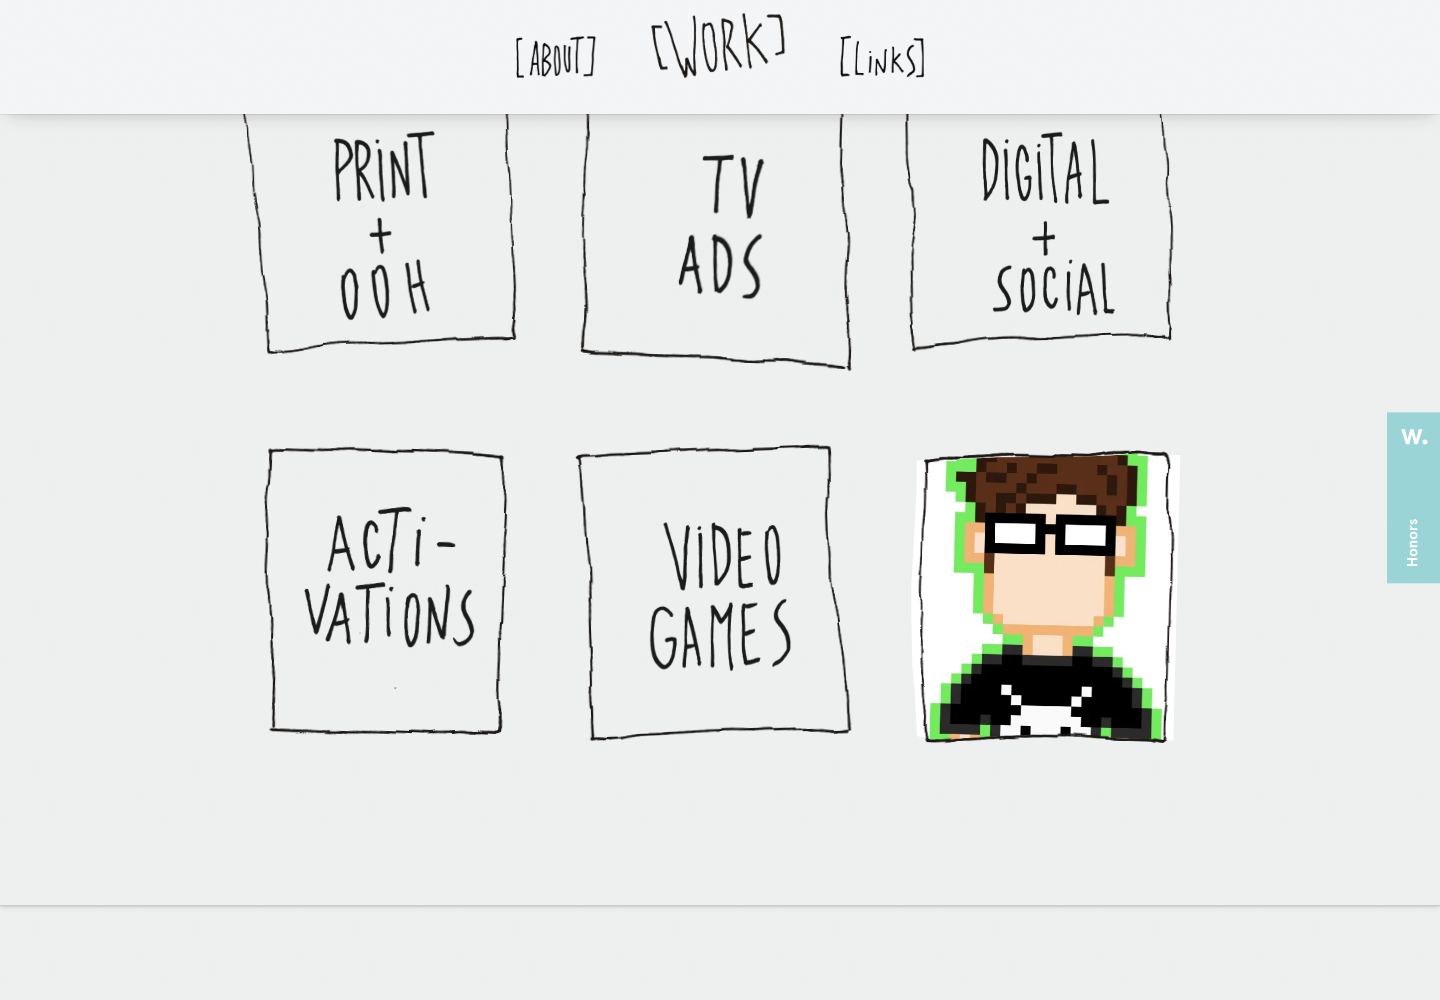 [ABOUT]
[WORK]
[LiNKS]
PRiNT
+
OOH
TV
ADS
DiGiTAL
+
SOCiAL
ACTi-
VATiONS
ViDEO
GAMES
W.
Honors